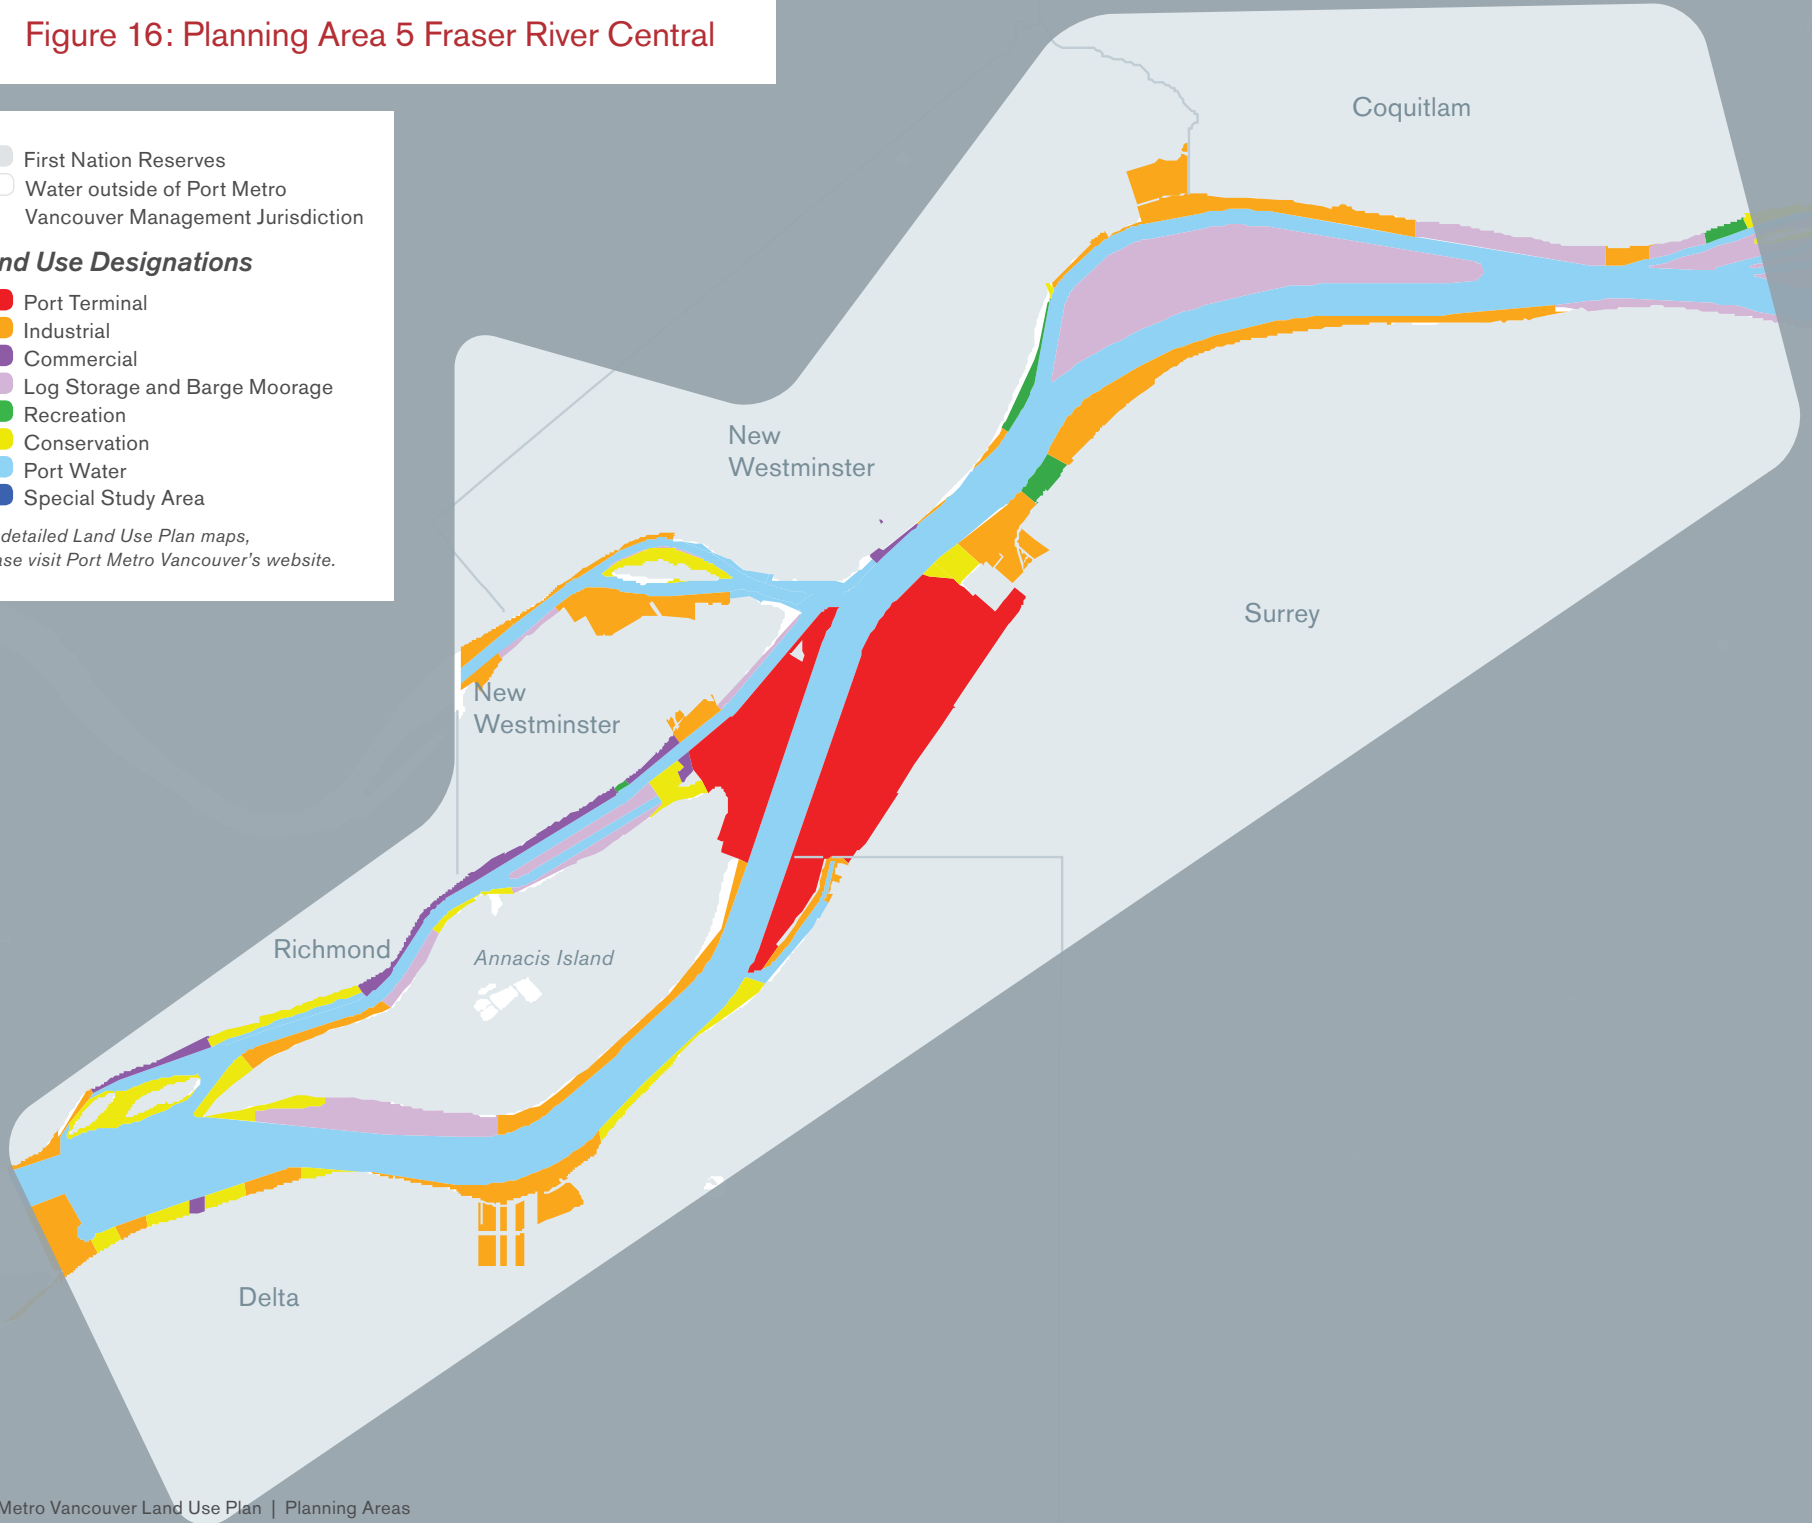 Figure 16: Planning Area 5 Fraser River Central
First Nation Reserves
Water outside of Port Metro
Vancouver Management Jurisdiction
nd Use Designations
Port Terminal
Industrial
Commercial
Log Storage and Barge Moorage
Recreation
Conservation
Port Water
Special Study Area
detailed Land Use Plan maps,
ase visit Port Metro Vancouver's website.
Coquitlam
New
Westminster
Surrey
New
Westminster
Richmond
Annacis Island
Delta
Metro Vancouver Land Use Plan | Planning Areas